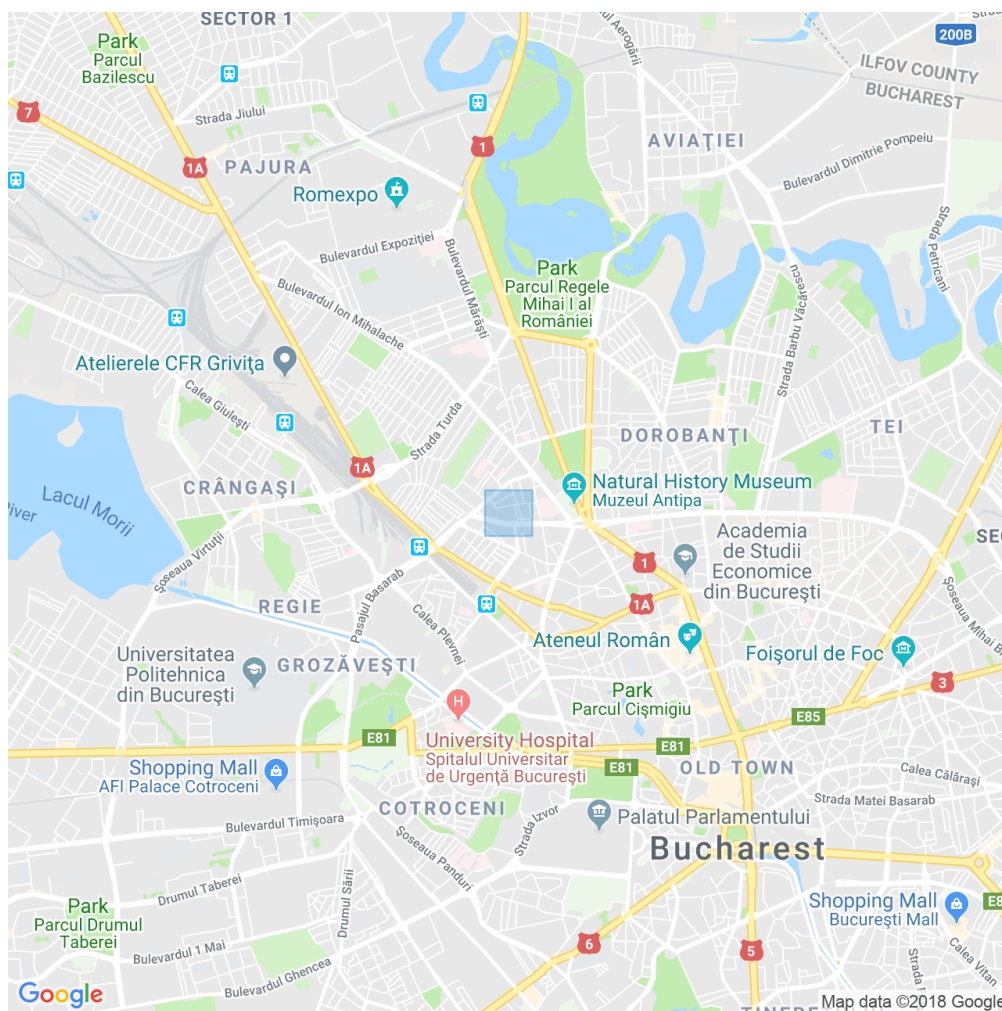 SECTOR 1
200B
Park
Parcul
Bazilescu
Aerogării
ILFOV COUNTY
BUCHAREST
7
Strada Jiului
1
AVIAŢIEI
Bulevardul Dimitrie Pompeiu
PAJURA
1A
Romexpo
Strada Petricani
Bulevardul Expoziţiei
Bulevardul Mărăşti
Park
Parcul Regele
Mihai I al
României
Bulevardul Ion Mihalache
Strada Barbu Văcărescu
Atelierele CFR Griviţa
Calea Giuleşti
Strada Turda
DOROBANŢI
TEI
1A
CRÂNGAŞI
Natural History Museum
Muzeul Antipa
Lacul Morii
Şoseaua Virtuţii
Academia
de Studii
Economice
din Bucureşti
1
REGIE
Pasajul Basarab
Calea Plevnei
1A
Şoseaua Mihai
Ateneul Român
Foişorul de Foc
Universitatea
Politehnica
din Bucureşti
GROZĂVEŞTI
Park
Parcul Cişmigiu
3
H
E85
E81
University Hospital
Spitalul Universitar
de Urgenţă Bucureşti
E81
E81
OLD TOWN
Shopping Mall
AFI Palace Cotroceni
Calea Călăraşi
COTROCENI
Strada Matei Basarab
Bulevardul Timişoara
Strada Izvor
Palatul Parlamentului
Şoseaua Panduri
Bucharest
Drumul Taberei
Drumul Sării
Park
Parcul Drumul
Taberei
Shopping Mall
Bucureşti Mall
Bulevardul 1 Mai
6
5
Calea Vitan
Bulevardul Ghencea
Google
Map data ©2018 Google